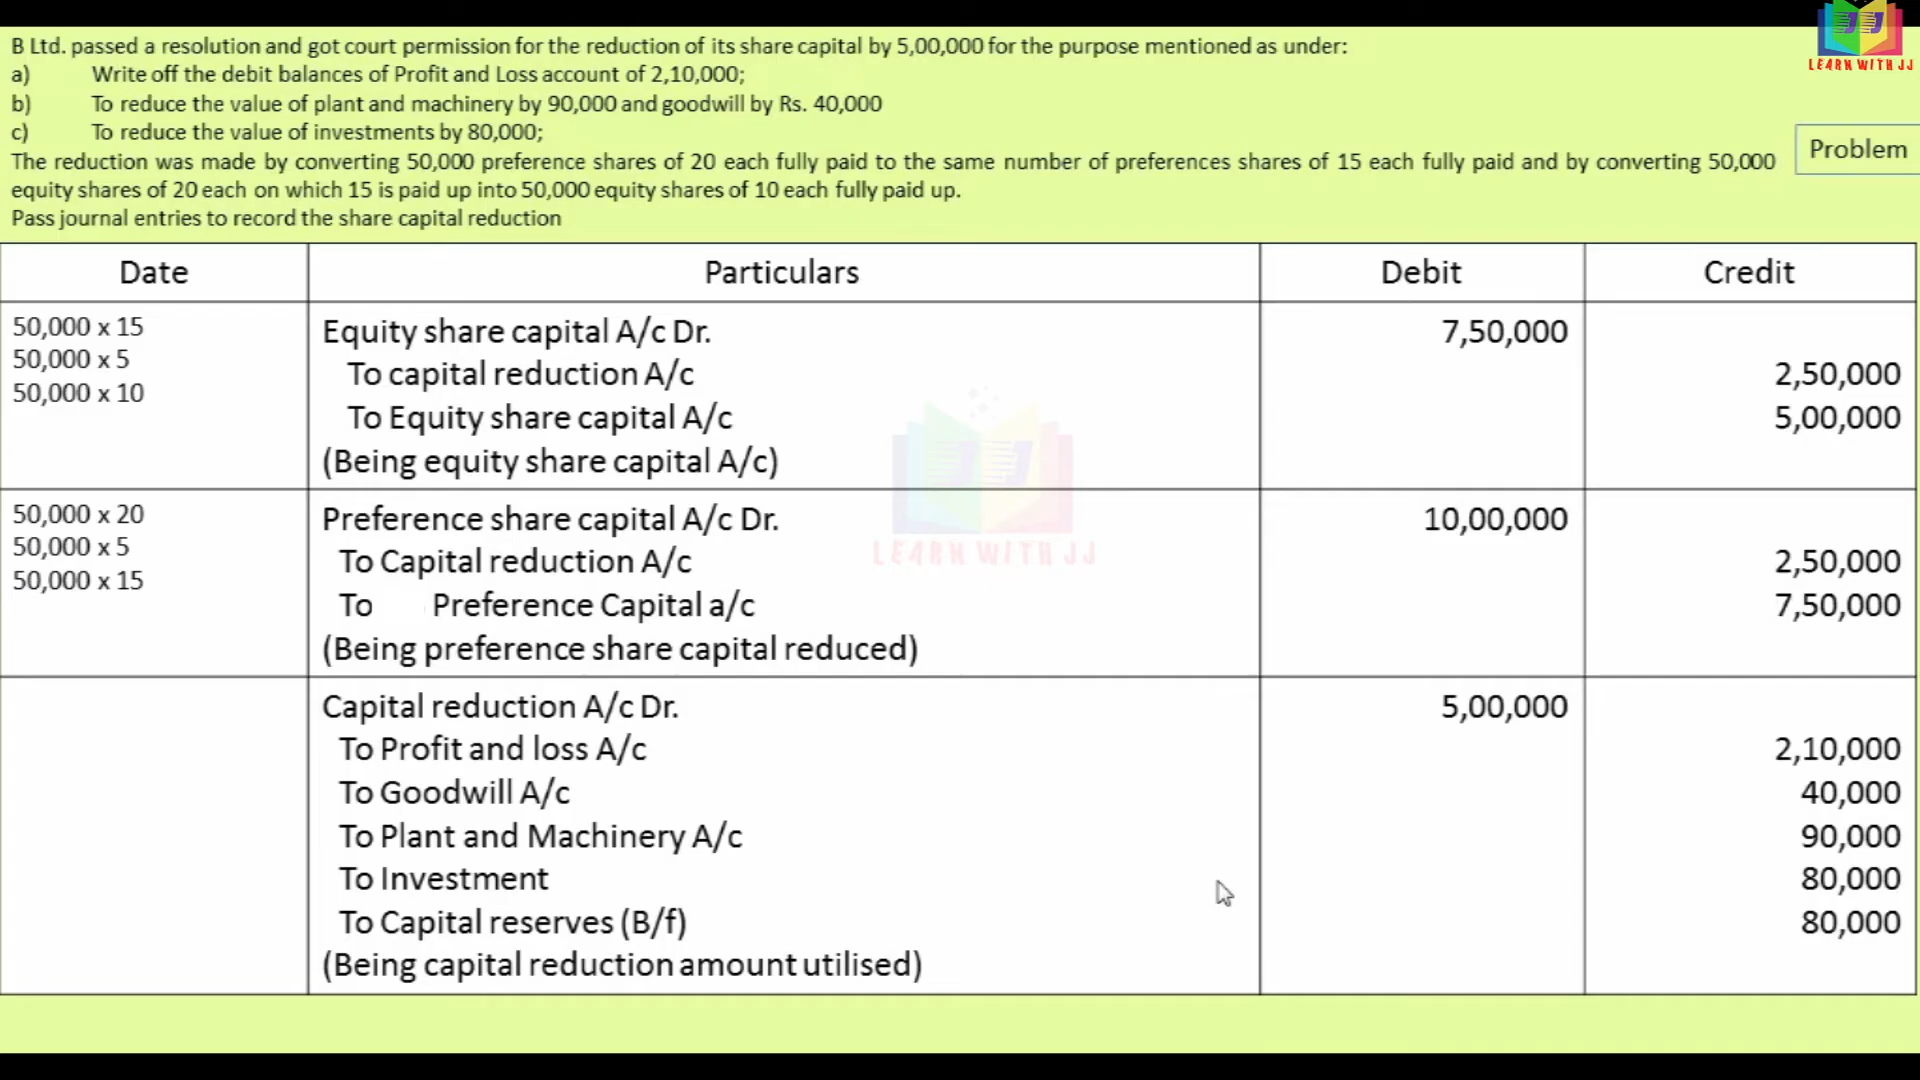 LEARN WITH JJ
B Ltd. passed a resolution and got court permission for the reduction of its share capital by 5,00,000 for the purpose mentioned as under:
a) Write off the debit balances of Profit and Loss account of 2,10,000;
b) To reduce the value of plant and machinery by 90,000 and goodwill by Rs. 40,000
c) To reduce the value of investments by 80,000;
Problem
The reduction was made by converting 50,000 preference shares of 20 each fully paid to the same number of preferences shares of 15 each fully paid and by converting 50,000
equity shares of 20 each on which 15 is paid up into 50,000 equity shares of 10 each fully paid up.
Pass journal entries to record the share capital reduction
Date Particulars Debit Credit
50,000 x 15
50,000 x 5
50,000 x 10
Equity share capital A/c Dr. 7,50,000
To capital reduction A/c 2,50,000
To Equity share capital A/c 5,00,000
(Being equity share capital A/c)
50,000 x 20
50,000 x 5
50,000 x 15
Preference share capital A/c Dr. 10,00,000
To Capital reduction A/c 2,50,000
To Preference Capital a/c 7,50,000
(Being preference share capital reduced)
LEARN WITH JJ
Capital reduction A/c Dr. 5,00,000
To Profit and loss A/c 2,10,000
To Goodwill A/c 40,000
To Plant and Machinery A/c 90,000
To Investment 80,000
To Capital reserves (B/f) 80,000
(Being capital reduction amount utilised)